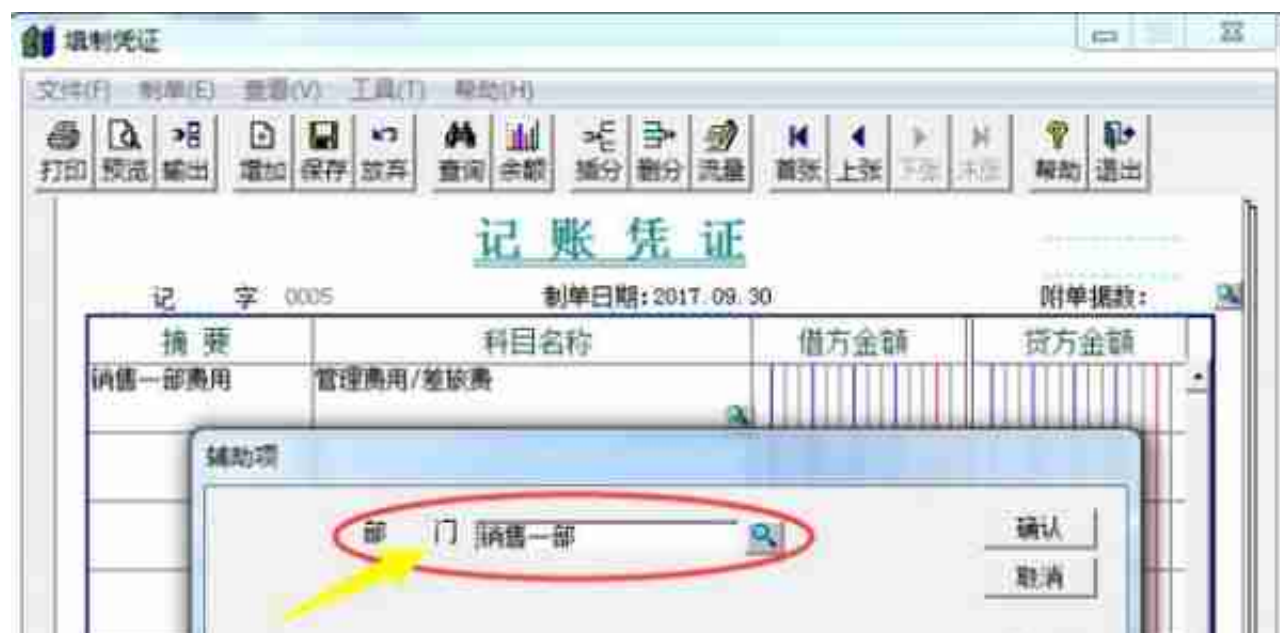 填制凭证
文件(F) 制单(E) 查看(V) 工具(T) 帮助(H)
打印 预览 输出 增加 保存 放弃 查询 余额 插分 删分 流量 首张 上张 下张 末张 帮助 退出
记 账 凭 证
记 字 0005 制单日期:2017.09.30 附单据数:
摘 要 科目名称 借方金额 贷方金额
销售一部费用 管理费用/差旅费
辅助项
部 门 销售一部 确认
取消